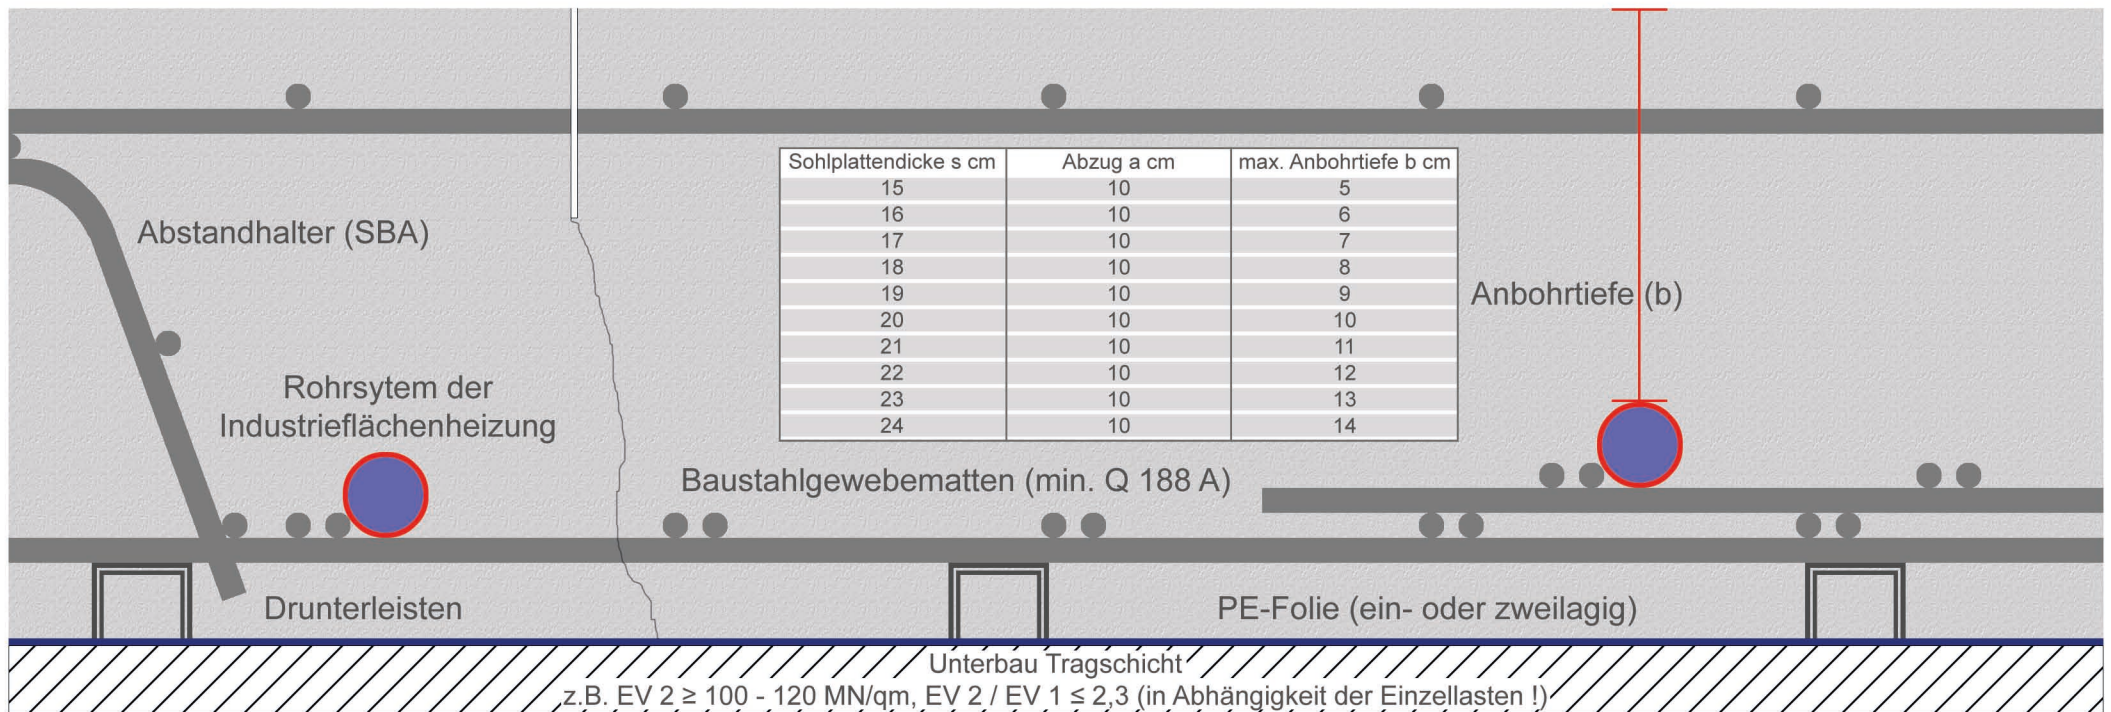 Sohlplattendicke s cm Abzug a cm max. Anbohrtiefe b cm
15 10 5
16 10 6
17 10 7
18 10 8
19 10 9
20 10 10
21 10 11
22 10 12
23 10 13
24 10 14
Abstandhalter (SBA)
Anbohrtiefe (b)
Rohrsytem der
Industrieflächenheizung
Baustahlgewebematten (min. Q 188 A)
Drunterleisten
PE-Folie (ein- oder zweilagig)
Unterbau Tragschicht
z.B. EV 2 ≥ 100 - 120 MN/qm, EV 2 / EV 1 ≤ 2,3 (in Abhängigkeit der Einzellasten !)